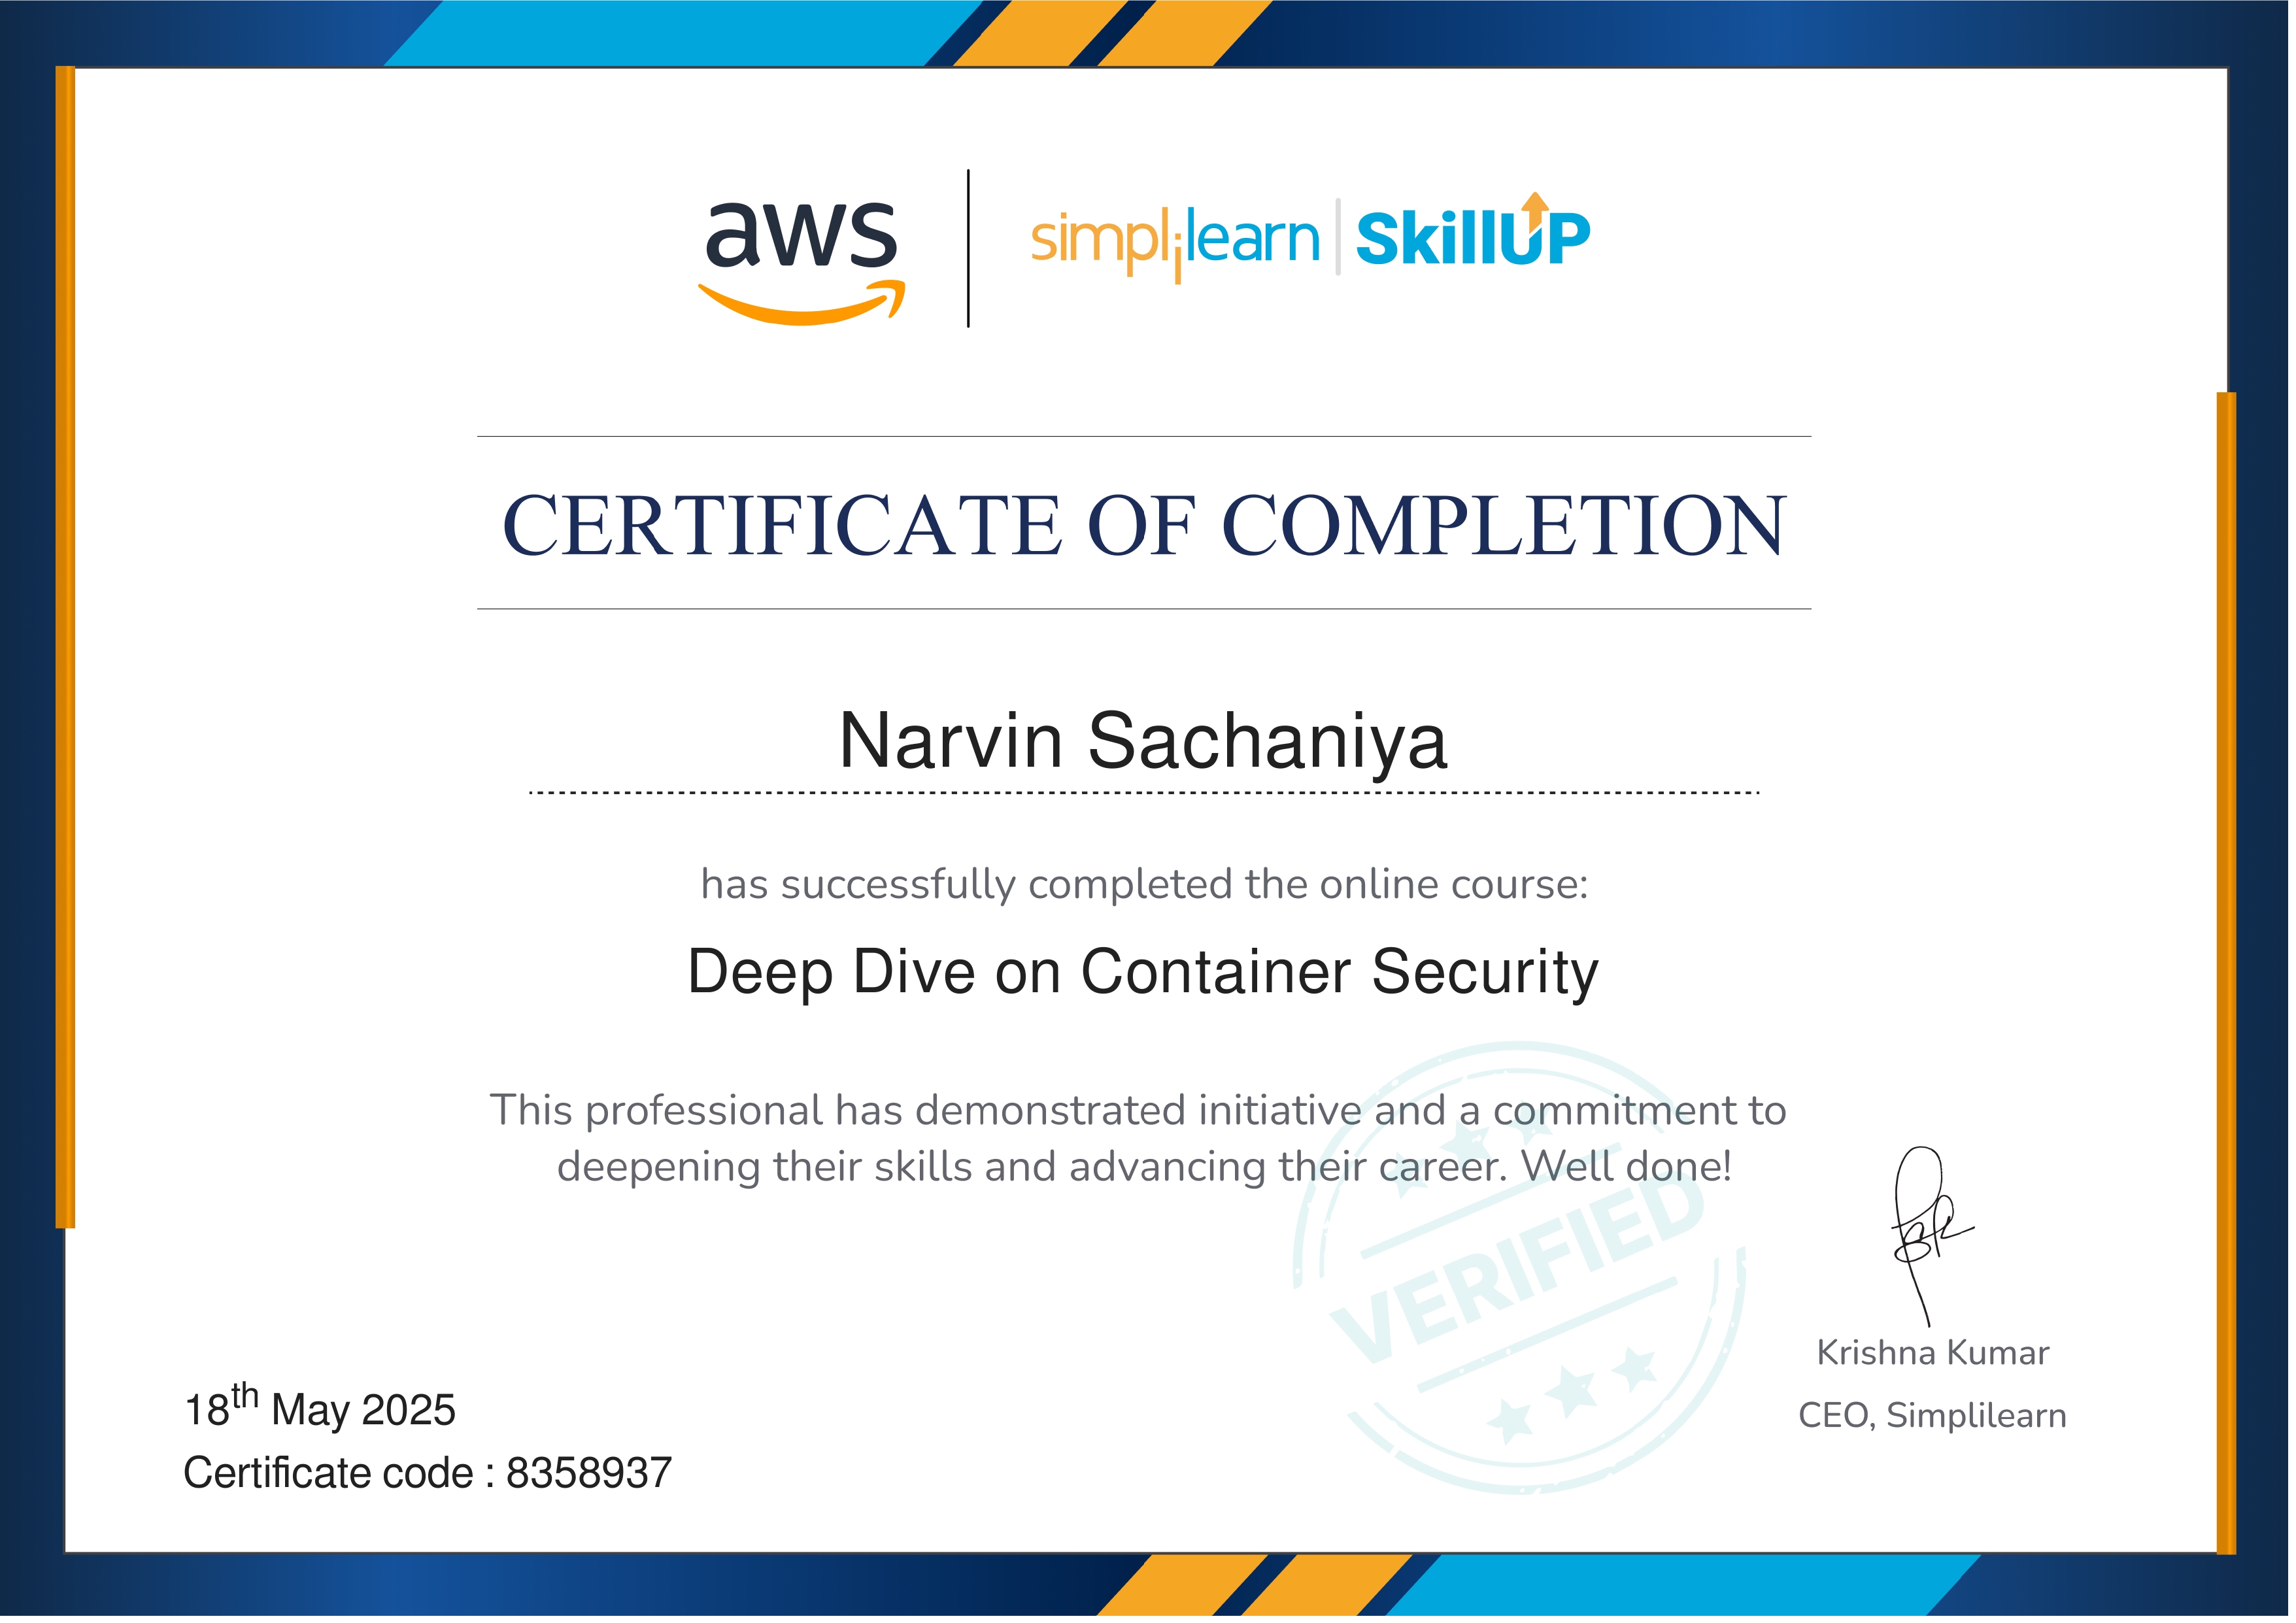 aws
simplilearn | SkillUP
CERTIFICATE OF COMPLETION
Narvin Sachaniya
has successfully completed the online course:
Deep Dive on Container Security
This professional has demonstrated initiative and a commitment to
deepening their skills and advancing their career. Well done!
VERIFIED
Krishna Kumar
CEO, Simplilearn
18th May 2025
Certificate code : 8358937